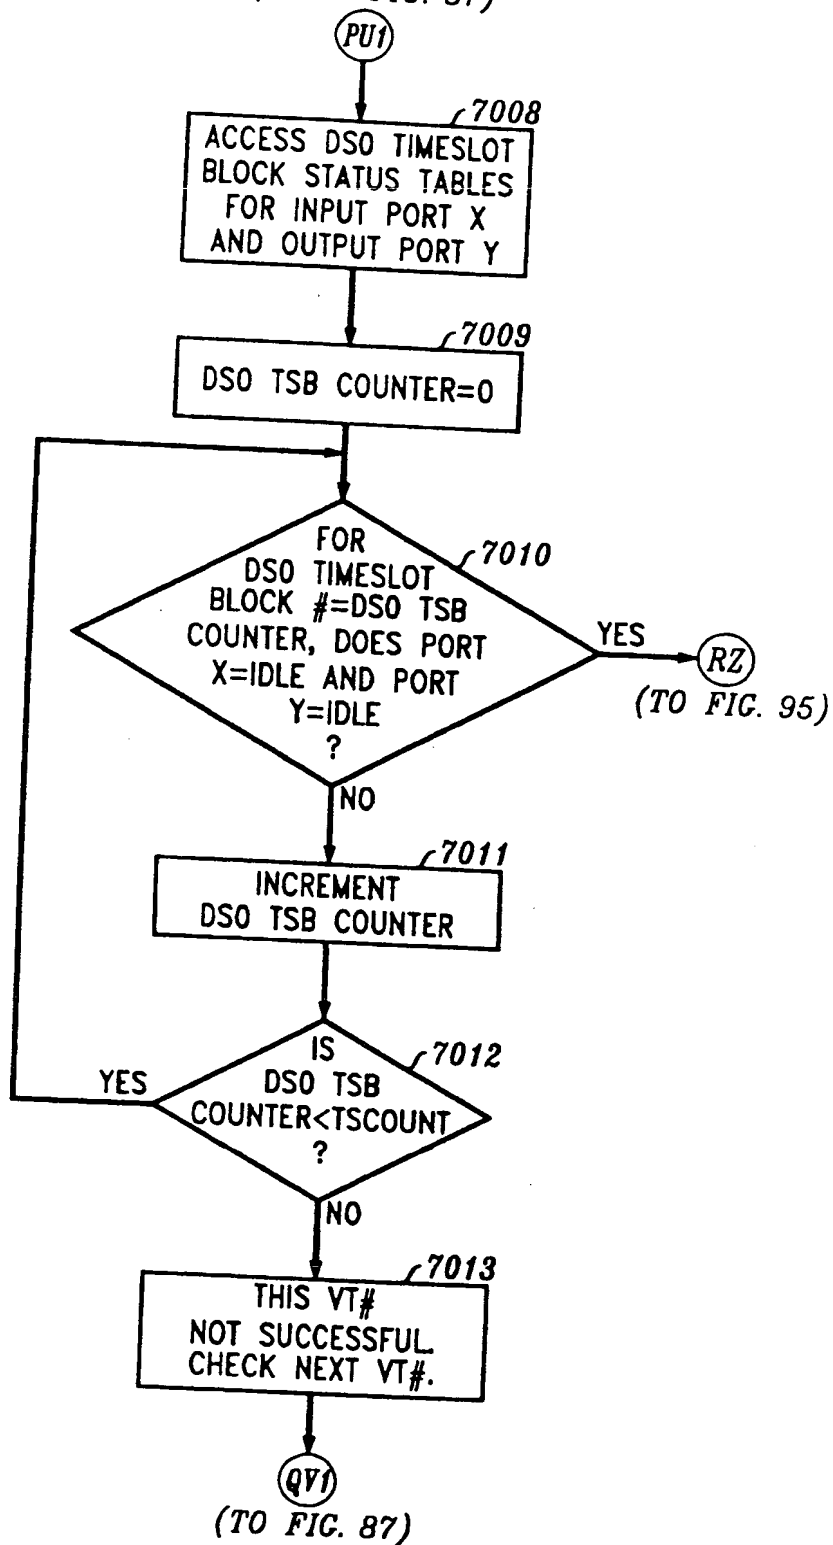 PU1
7008
ACCESS DS0 TIMESLOT
BLOCK STATUS TABLES
FOR INPUT PORT X
AND OUTPUT PORT Y
7009
DS0 TSB COUNTER=0
7010
FOR
DS0 TIMESLOT
BLOCK #=DS0 TSB
COUNTER, DOES PORT
X=IDLE AND PORT
Y=IDLE
?
YES
RZ
(TO FIG. 95)
NO
7011
INCREMENT
DS0 TSB COUNTER
7012
IS
DS0 TSB
COUNTER<TSCOUNT
?
YES
NO
7013
THIS VT#
NOT SUCCESSFUL.
CHECK NEXT VT#.
QV1
(TO FIG. 87)